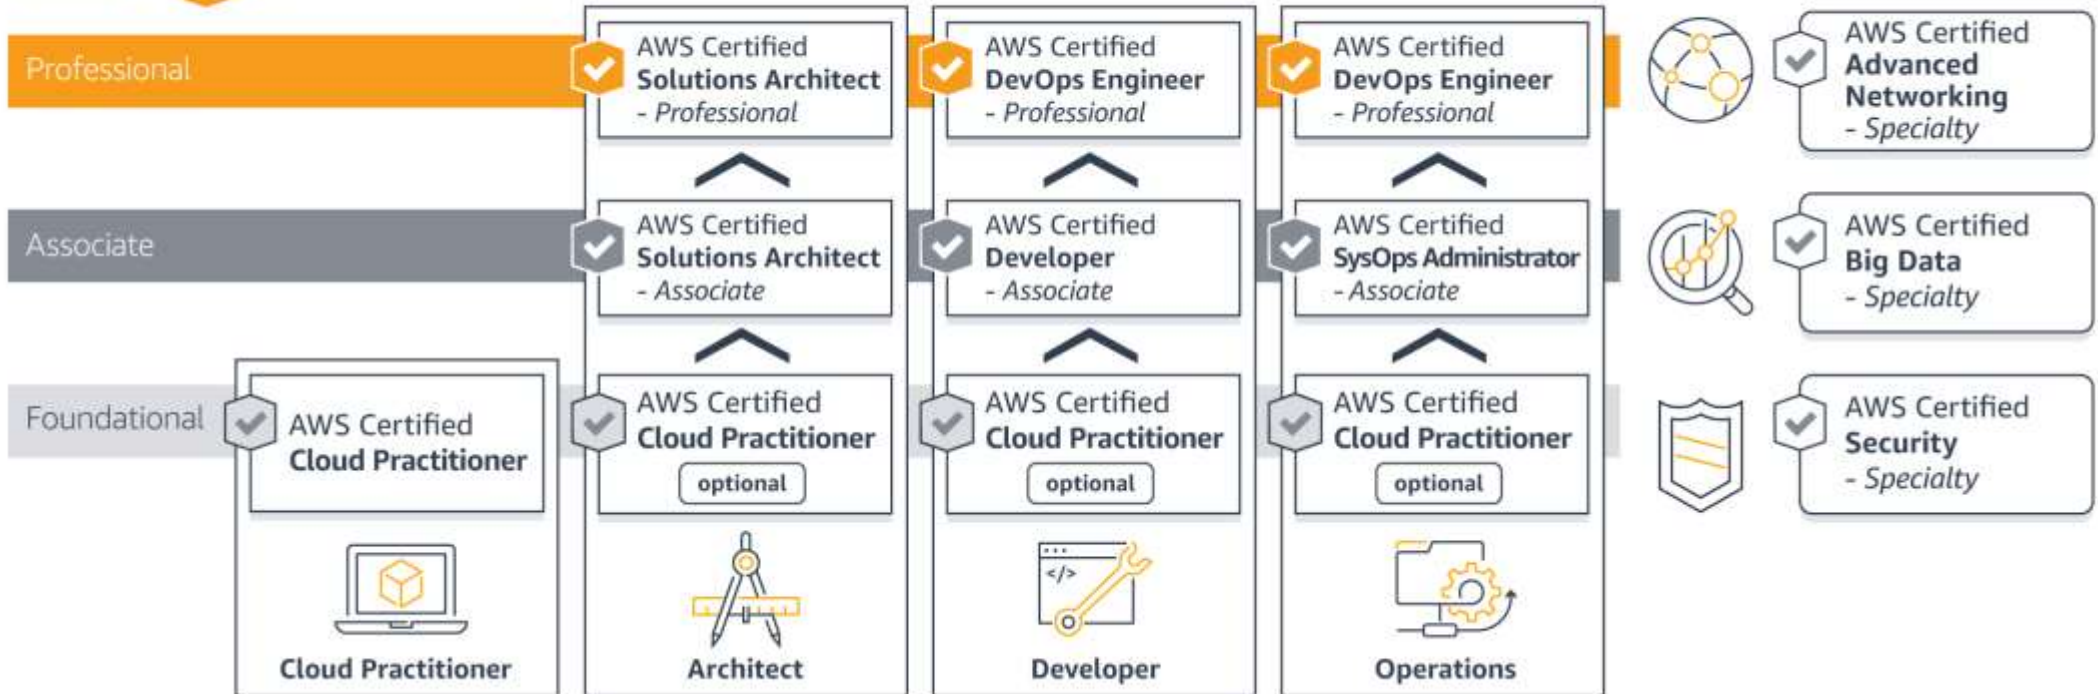 Professional
AWS Certified
Solutions Architect
- Professional
AWS Certified
DevOps Engineer
- Professional
AWS Certified
DevOps Engineer
- Professional
AWS Certified
Advanced
Networking
- Specialty
Associate
AWS Certified
Solutions Architect
- Associate
AWS Certified
Developer
- Associate
AWS Certified
SysOps Administrator
- Associate
AWS Certified
Big Data
- Specialty
Foundational
AWS Certified
Cloud Practitioner
AWS Certified
Cloud Practitioner
optional
AWS Certified
Cloud Practitioner
optional
AWS Certified
Cloud Practitioner
optional
AWS Certified
Security
- Specialty
</>
Cloud Practitioner
Architect
Developer
Operations